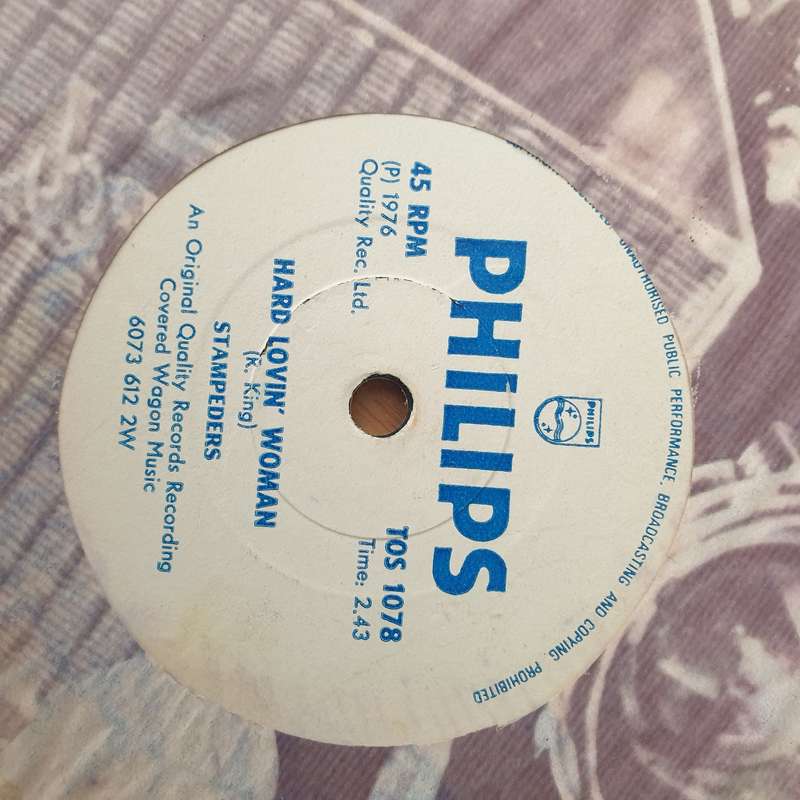 UNAUTHORISED PUBLIC PERFORMANCE, BROADCASTING AND COPYING PROHIBITED
PHILIPS
PHILIPS
45 RPM
(P) 1976
Quality Rec. Ltd.
TOS 1078
Time: 2.43
HARD LOVIN' WOMAN
(K. King)
STAMPEDERS
An Original Quality Records Recording
Covered Wagon Music
6073 612 2W